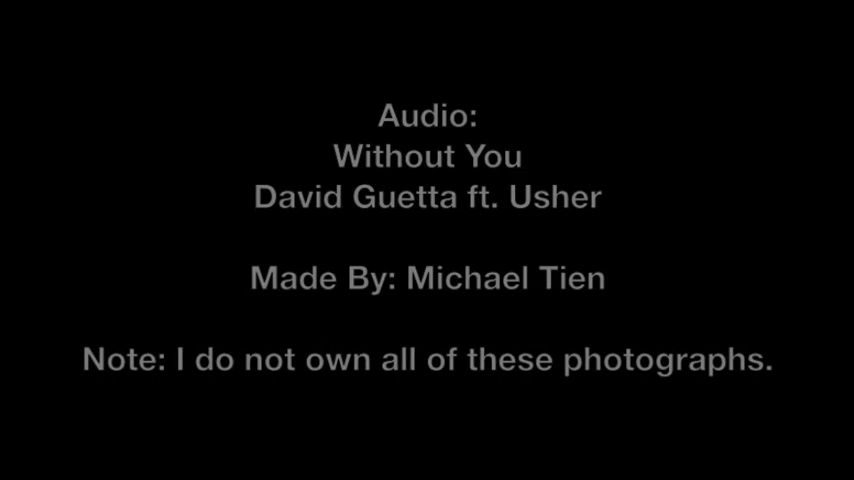 Audio:
Without You
David Guetta ft. Usher
Made By: Michael Tien
Note: I do not own all of these photographs.